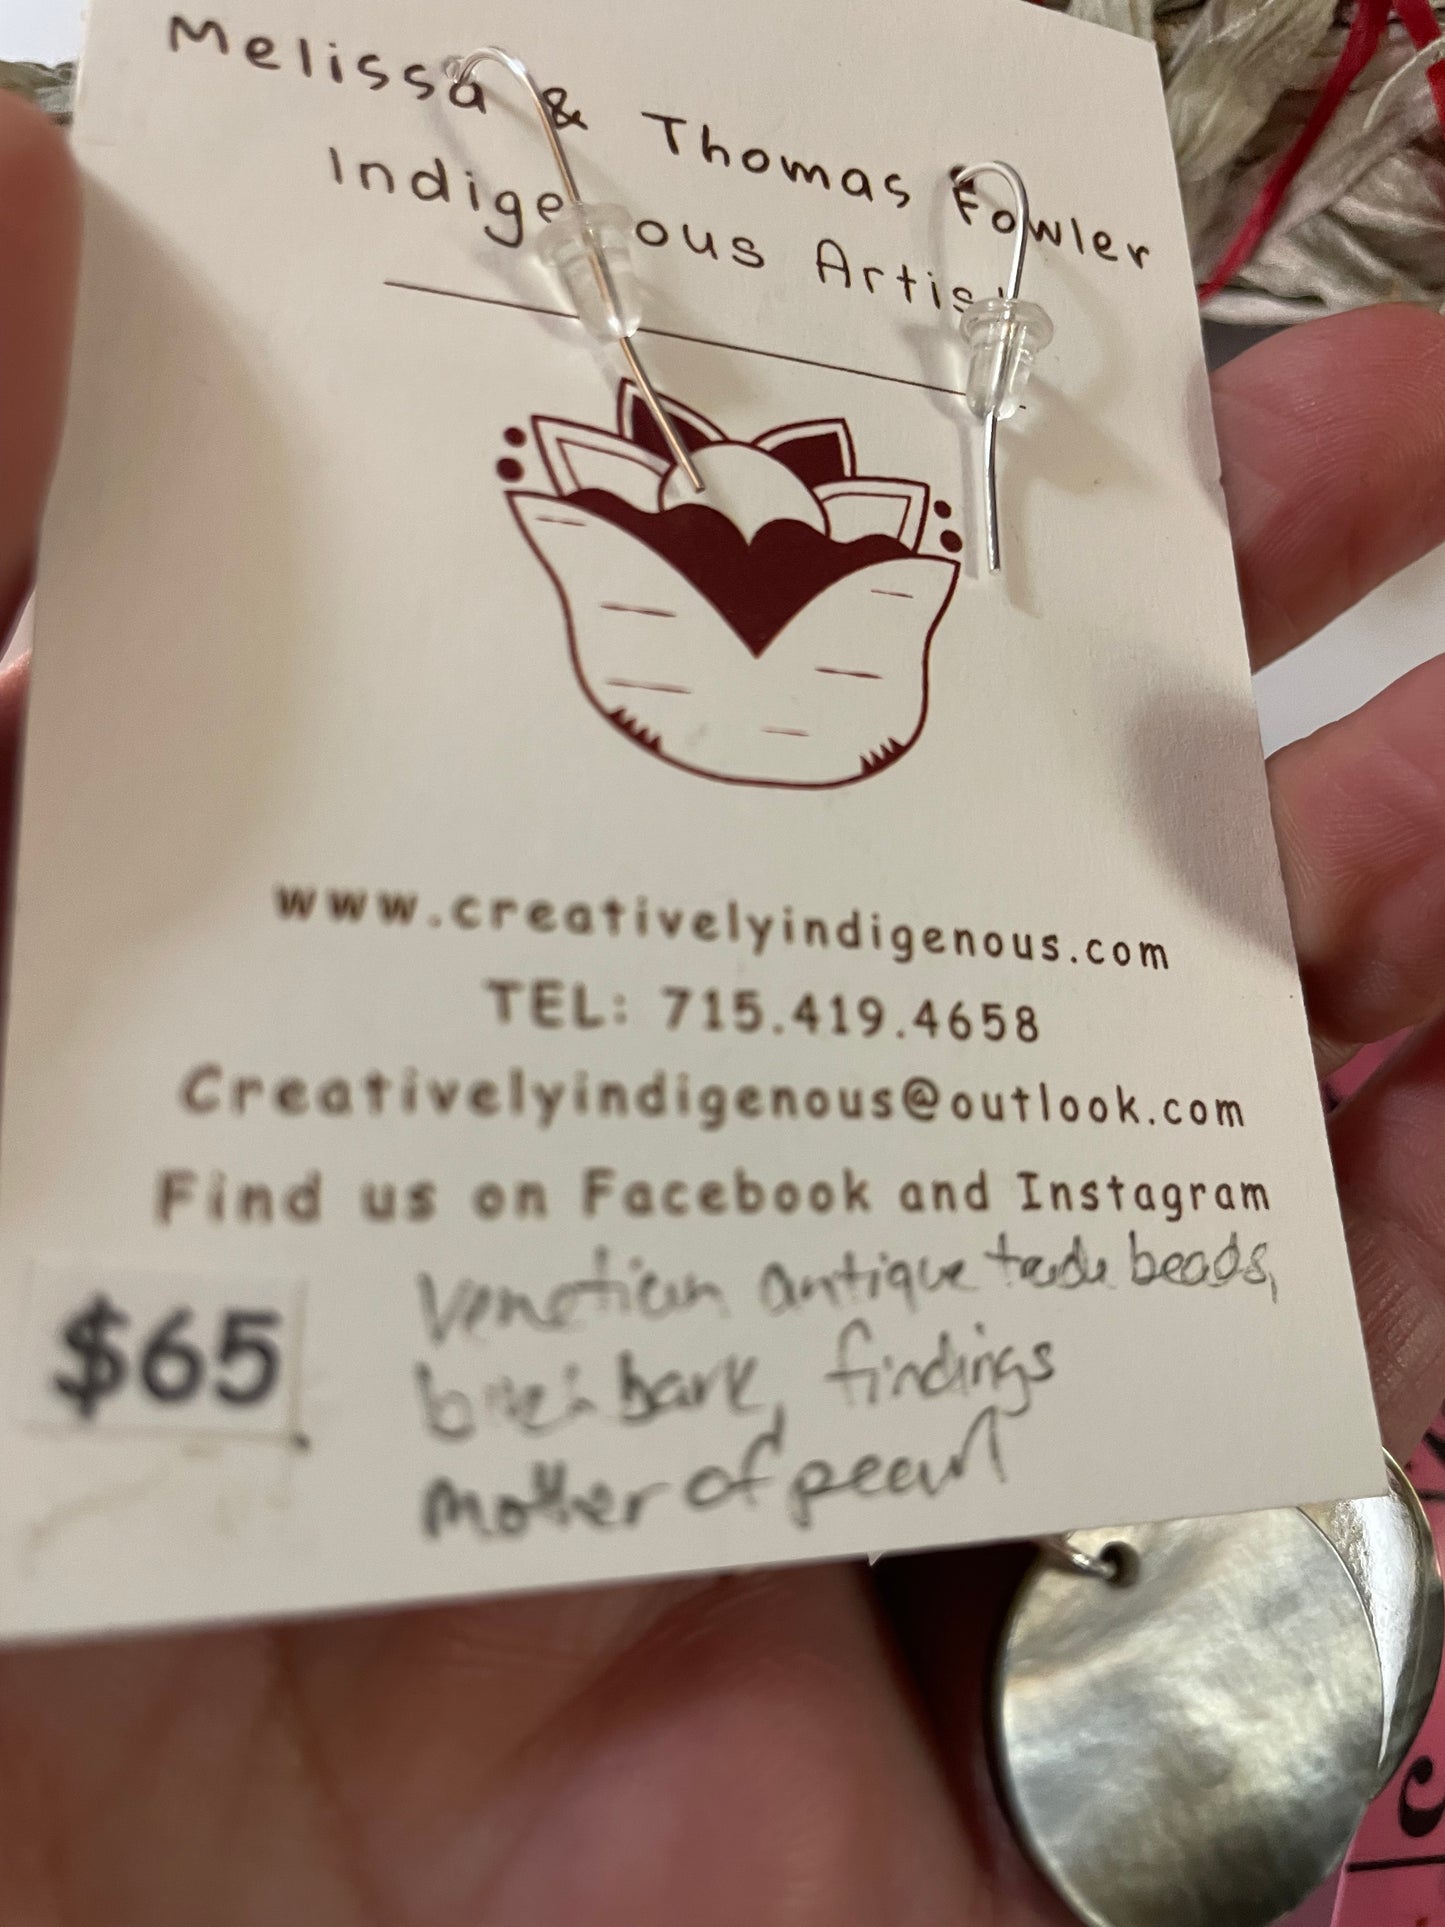 Melissa & Thomas Fowler
Indigenous Artist
www.creativelyindigenous.com
TEL: 715.419.4658
Creativelyindigenous@outlook.com
Find us on Facebook and Instagram
$65
Venetian antique trade beads,
bark, findings
mother of pearl